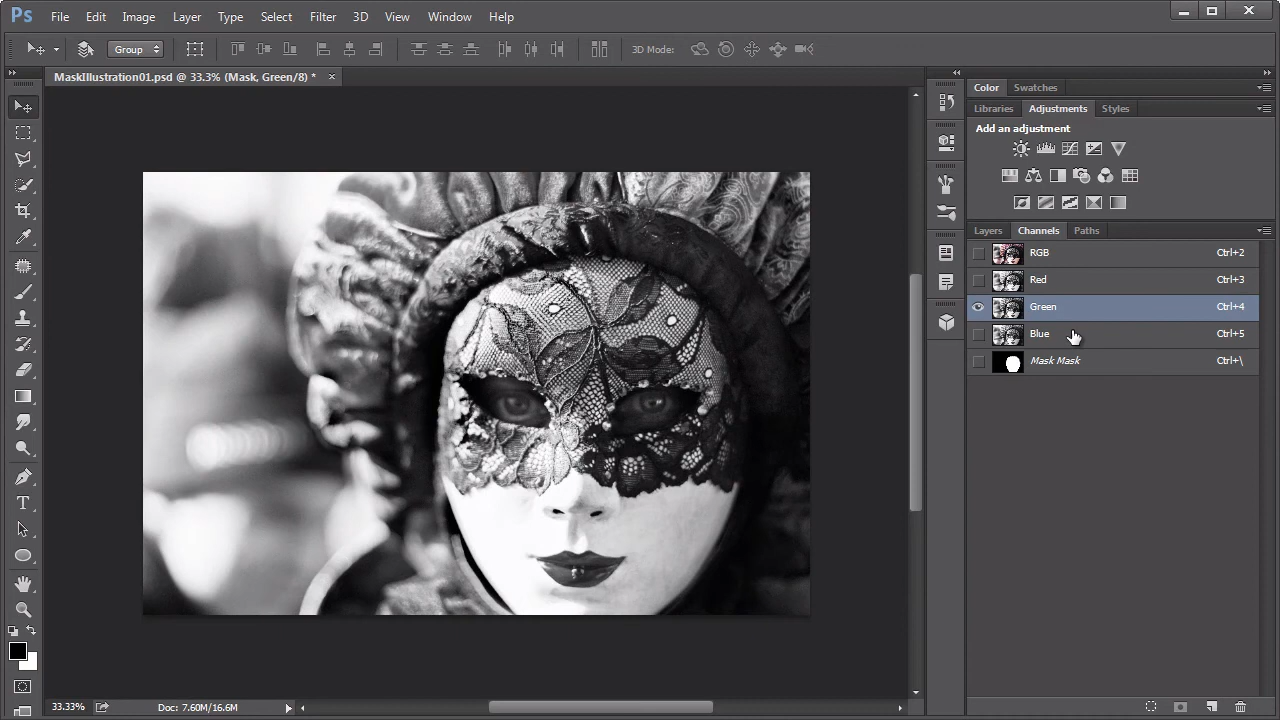 Ps File Edit Image Layer Type Select Filter 3D View Window Help
Group 3D Mode:
MaskIllustration01.psd @ 33.3% (Mask, Green/8) * ×
Color Swatches
Libraries Adjustments Styles
Add an adjustment
Layers Channels Paths
RGB Ctrl+2
Red Ctrl+3
Green Ctrl+4
Blue Ctrl+5
Mask Mask Ctrl+\
T
33.33% Doc: 7.60M/16.6M